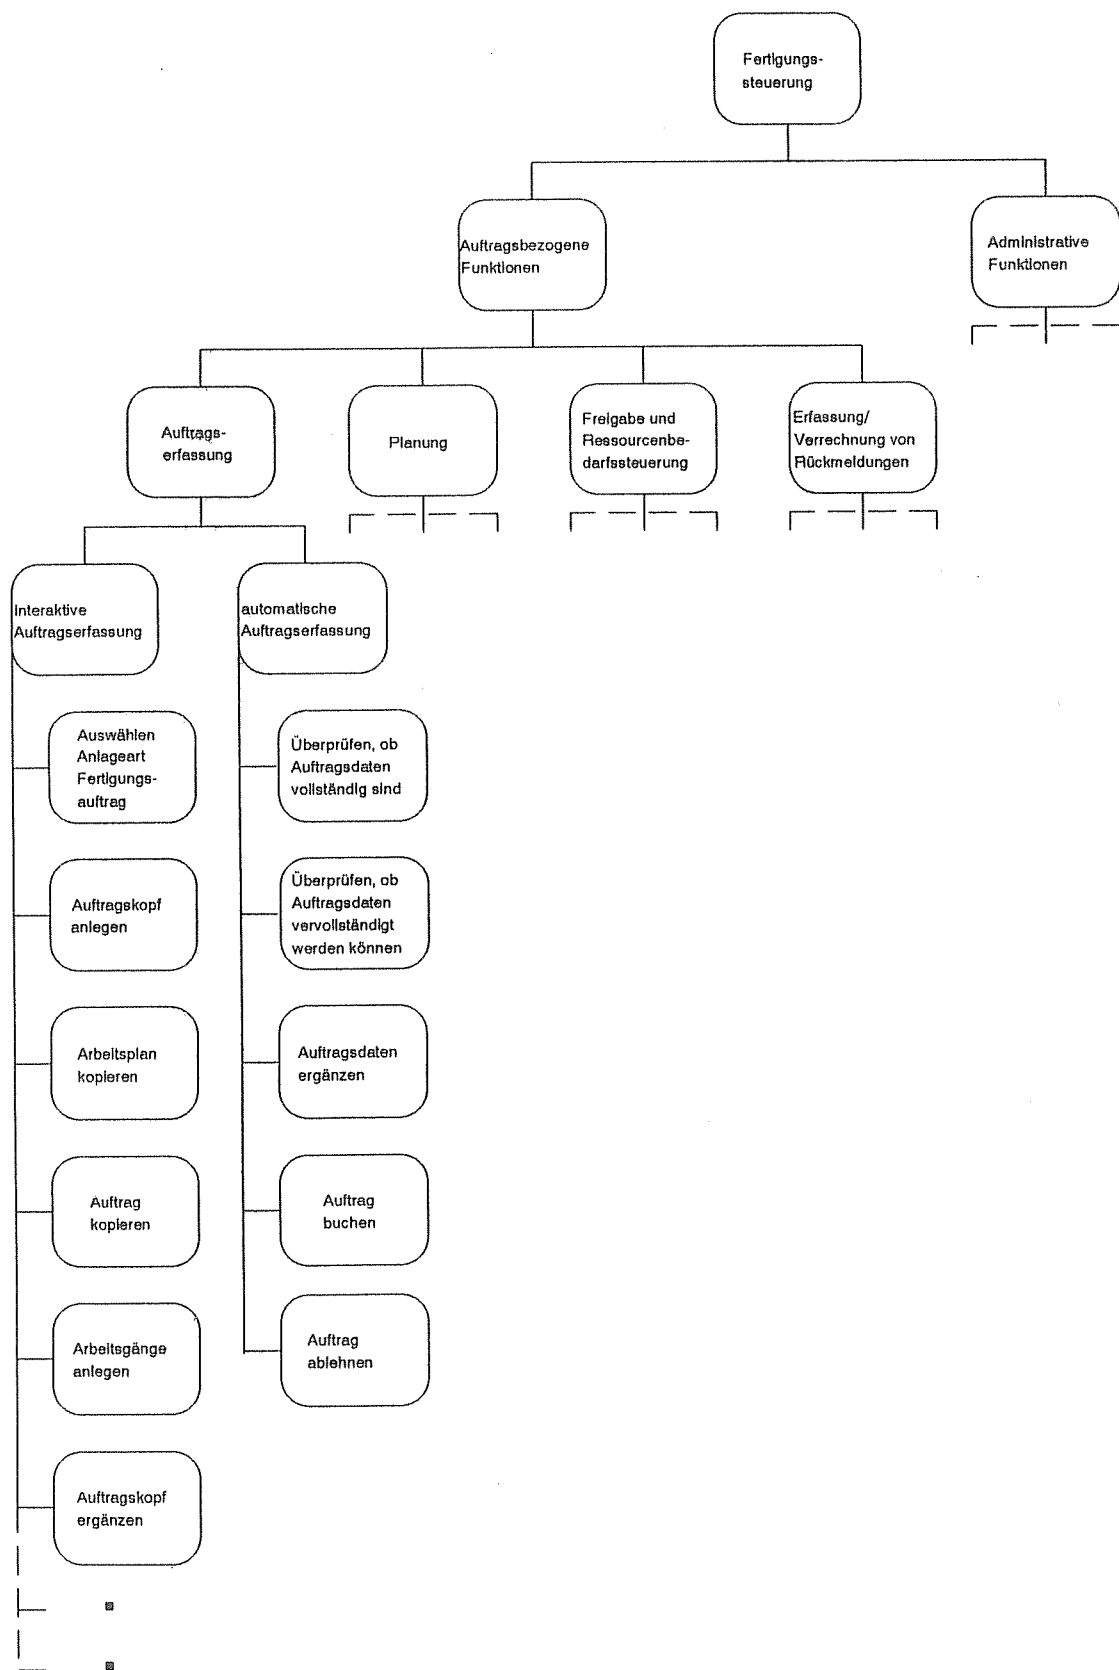 Fertigungs-
steuerung
Auftragsbezogene
Funktionen
Administrative
Funktionen
Auftrags-
erfassung
Planung
Freigabe und
Ressourcenbe-
darfssteuerung
Erfassung/
Verrechnung von
Rückmeldungen
Interaktive
Auftragserfassung
automatische
Auftragserfassung
Auswählen
Anlageart
Fertigungs-
auftrag
Überprüfen, ob
Auftragsdaten
vollständig sind
Auftragskopf
anlegen
Überprüfen, ob
Auftragsdaten
vervollständigt
werden können
Arbeitsplan
kopieren
Auftragsdaten
ergänzen
Auftrag
kopieren
Auftrag
buchen
Arbeitsgänge
anlegen
Auftrag
ablehnen
Auftragskopf
ergänzen